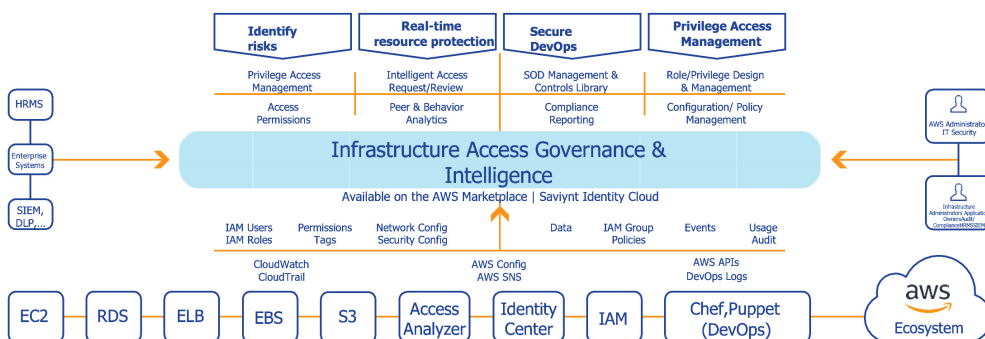 Identify
risks
Real-time
resource protection
Secure
DevOps
Privilege Access
Management
Privilege Access
Management
Intelligent Access
Request/Review
SOD Management &
Controls Library
Role/Privilege Design
& Management
Access
Permissions
Peer & Behavior
Analytics
Compliance
Reporting
Configuration/ Policy
Management
HRMS
Enterprise
Systems
SIEM,
DLP,...
Infrastructure Access Governance &
Intelligence
Available on the AWS Marketplace | Saviynt Identity Cloud
AWS Administrator
IT Security
Infrastructure
Administrators Application
OwnersAudit/
ComplianceHRMSSIEM
IAM Users
IAM Roles
Permissions
Tags
Network Config
Security Config
Data
IAM Group
Policies
Events
Usage
Audit
CloudWatch
CloudTrail
AWS Config
AWS SNS
AWS APIs
DevOps Logs
EC2
RDS
ELB
EBS
S3
Access
Analyzer
Identity
Center
IAM
Chef,Puppet
(DevOps)
aws
Ecosystem